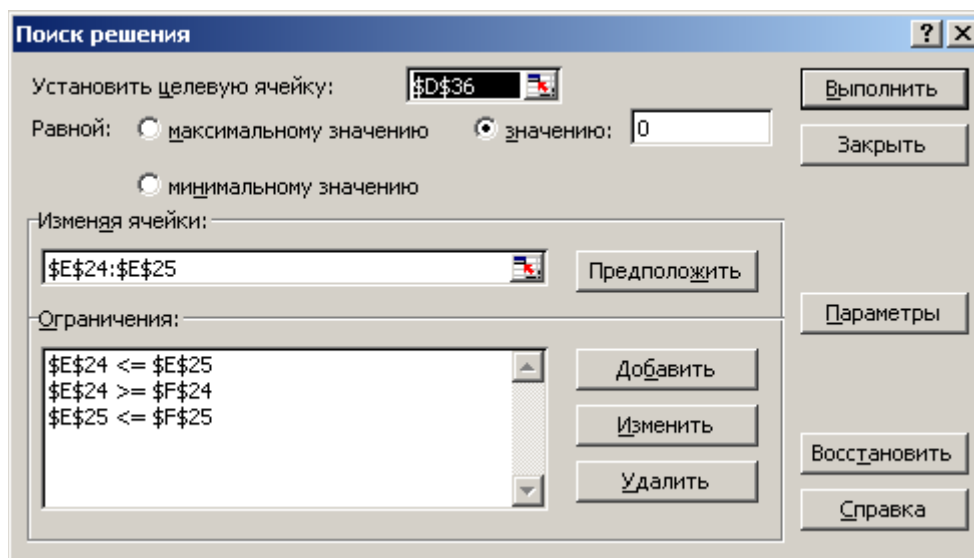 Поиск решения
Установить целевую ячейку: $D$36
Выполнить
Равной: максимальному значению значению: 0
Закрыть
минимальному значению
Изменяя ячейки:
$E$24:$E$25
Предположить
Ограничения:
Параметры
$E$24 <= $E$25
$E$24 >= $F$24
$E$25 <= $F$25
Добавить
Изменить
Удалить
Восстановить
Справка